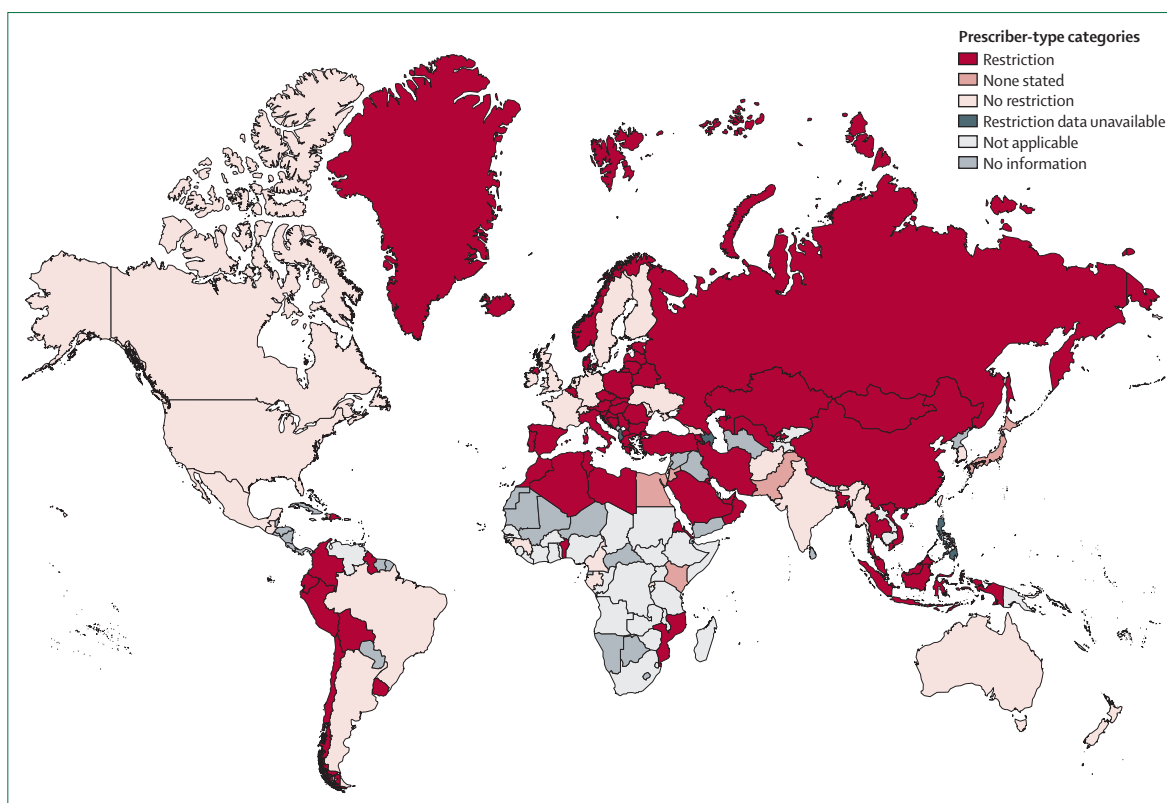 Prescriber-type categories
Restriction
None stated
No restriction
Restriction data unavailable
Not applicable
No information